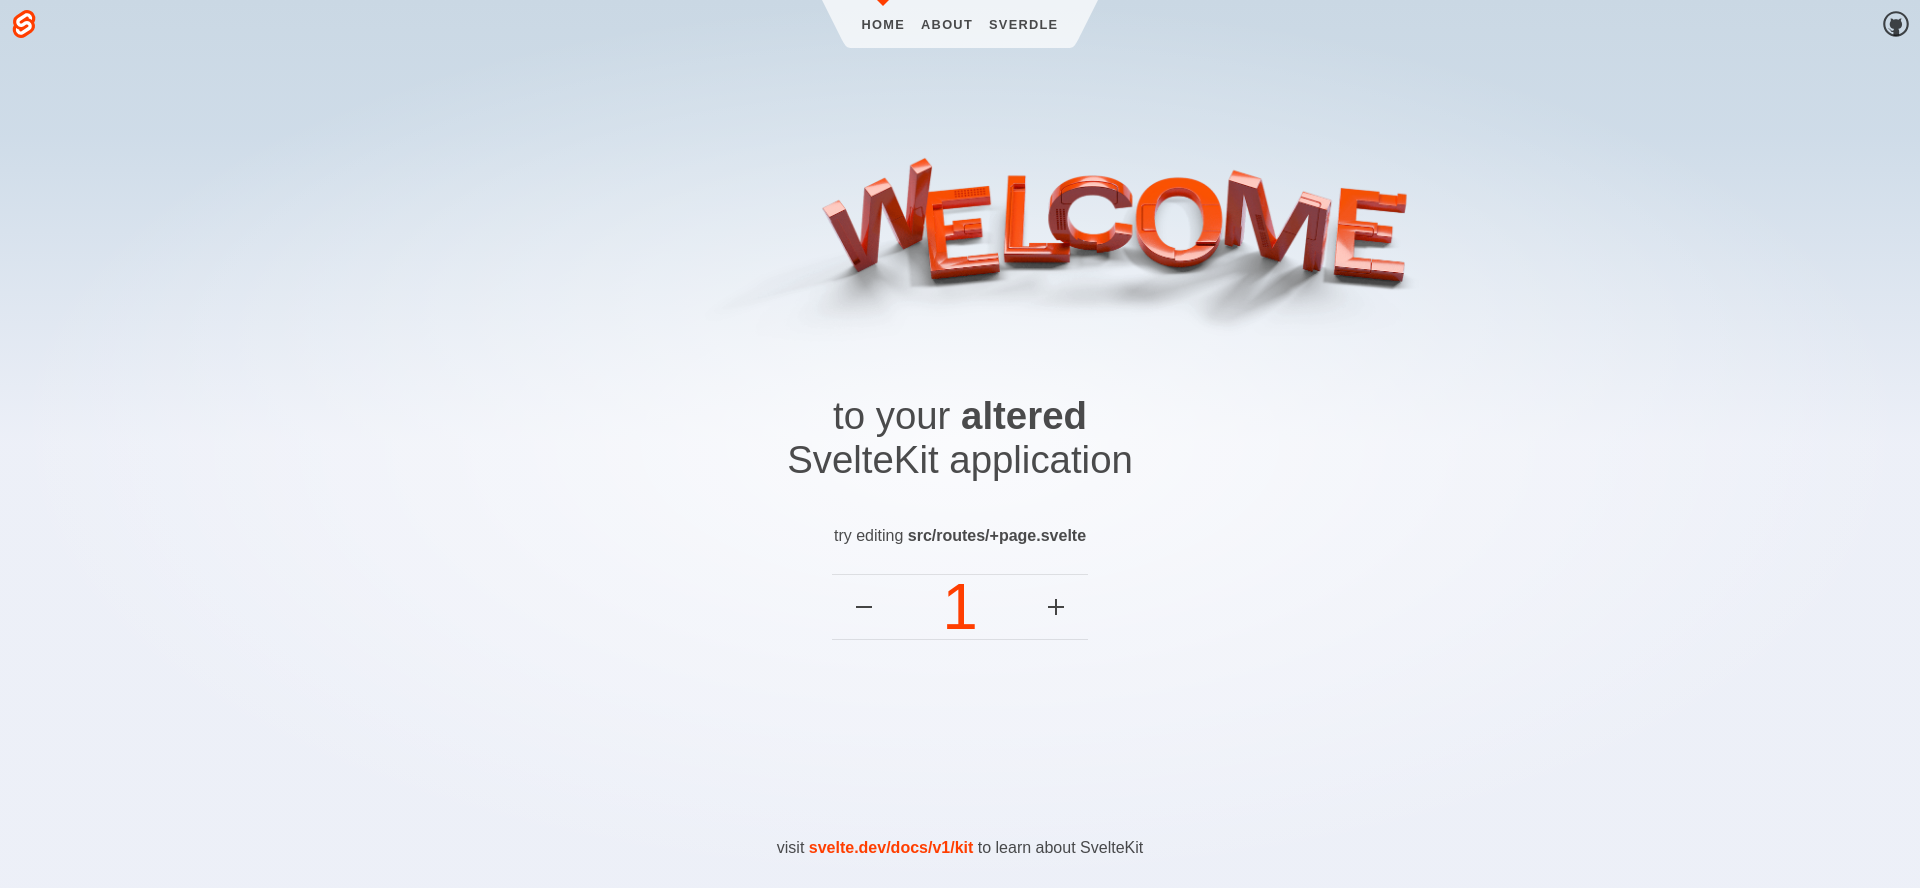 HOME ABOUT SVERDLE
WELCOME
to your altered
SvelteKit application
try editing src/routes/+page.svelte
1
visit svelte.dev/docs/v1/kit to learn about SvelteKit